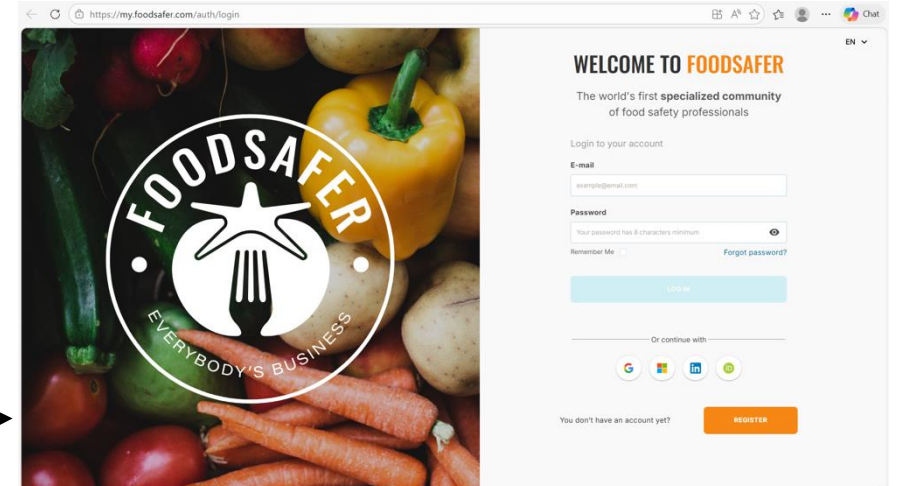 https://my.foodsafer.com/auth/login
Chat
EN
WELCOME TO FOODSAFER
The world's first specialized community
of food safety professionals
Login to your account
E-mail
example@email.com
Password
Your password has 8 characters minimum
Remember Me
Forgot password?
LOG IN
Or continue with
in
iD
You don't have an account yet?
REGISTER
FOODSAFER
EVERYBODY'S BUSINESS